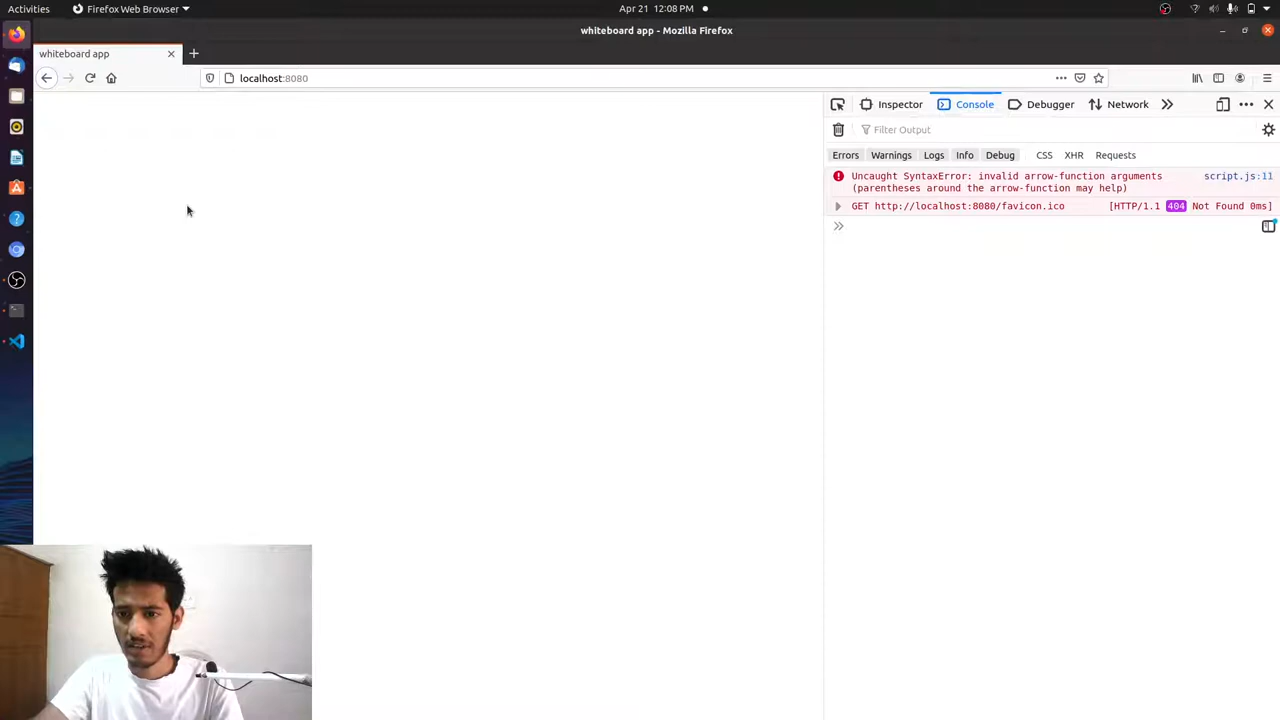 Activities Firefox Web Browser Apr 21 12:08 PM
whiteboard app - Mozilla Firefox
whiteboard app
localhost:8080
Inspector Console Debugger Network
Filter Output
Errors Warnings Logs Info Debug CSS XHR Requests
Uncaught SyntaxError: invalid arrow-function arguments script.js:11
(parentheses around the arrow-function may help)
GET http://localhost:8080/favicon.ico [HTTP/1.1 404 Not Found 0ms]